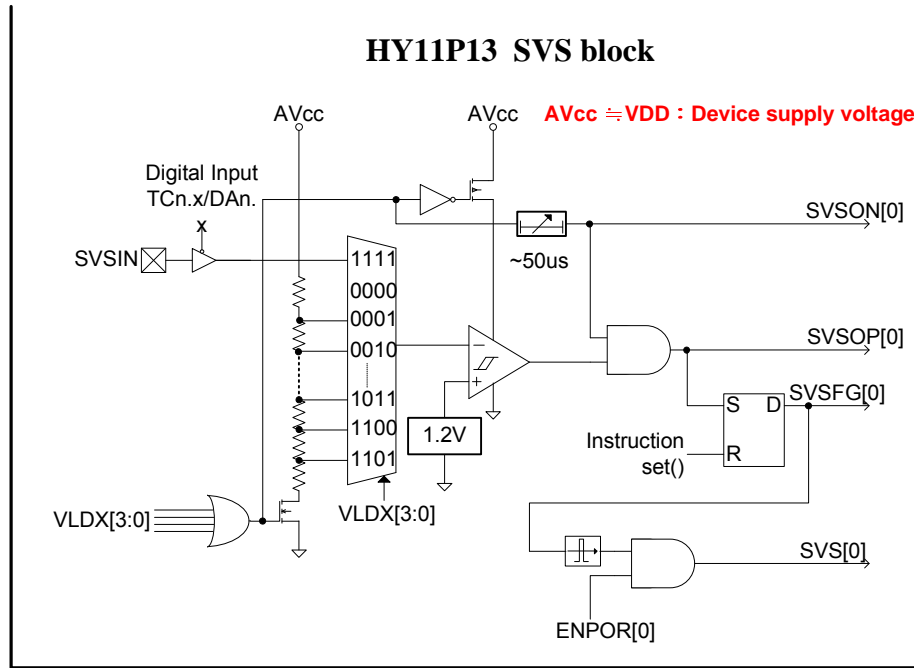 HY11P13 SVS block
AVcc
AVcc
AVcc ≒VDD：Device supply voltage
Digital Input
TCn.x/DAn.
x
SVSIN
1111
0000
0001
0010
1011
1100
1101
~50us
SVSON[0]
SVSOP[0]
SVSFG[0]
S D
R
Instruction
set()
1.2V
VLDX[3:0]
VLDX[3:0]
SVS[0]
ENPOR[0]